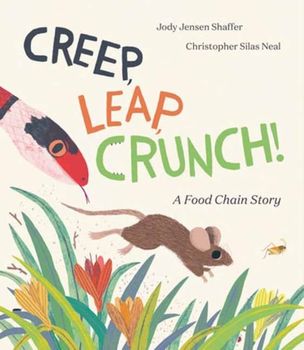 Jody Jensen Shaffer
Christopher Silas Neal
CREEP,
LEAP,
CRUNCH!
A Food Chain Story